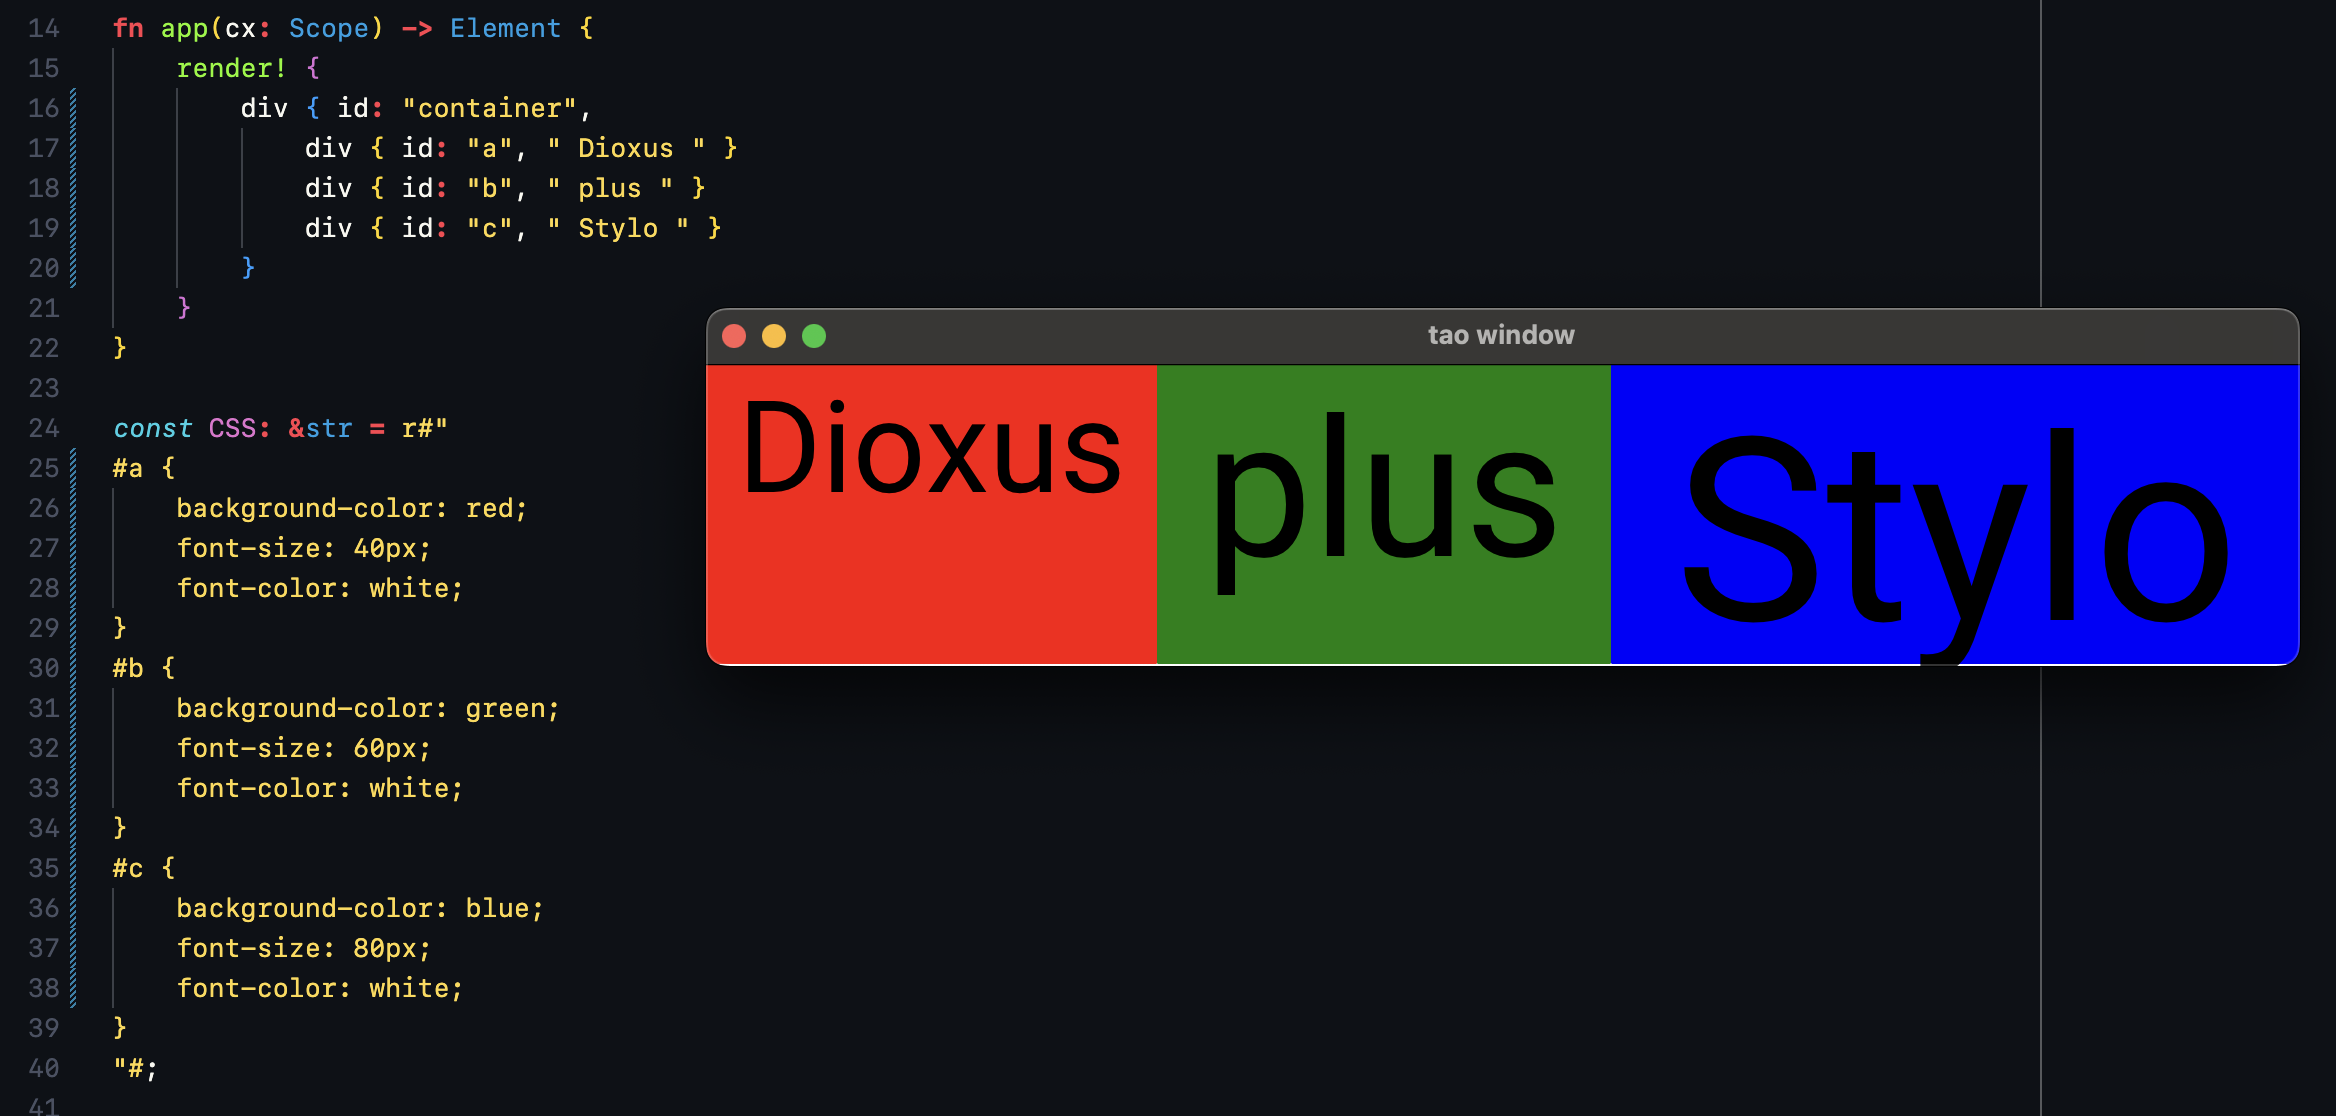 14 fn app(cx: Scope) -> Element {
15 render! {
16 div { id: "container",
17 div { id: "a", " Dioxus " }
18 div { id: "b", " plus " }
19 div { id: "c", " Stylo " }
20 }
21 }
22 }
23
24 const CSS: &str = r#"
25 #a {
26 background-color: red;
27 font-size: 40px;
28 font-color: white;
29 }
30 #b {
31 background-color: green;
32 font-size: 60px;
33 font-color: white;
34 }
35 #c {
36 background-color: blue;
37 font-size: 80px;
38 font-color: white;
39 }
40 "#;
41
tao window
Dioxus plus Stylo